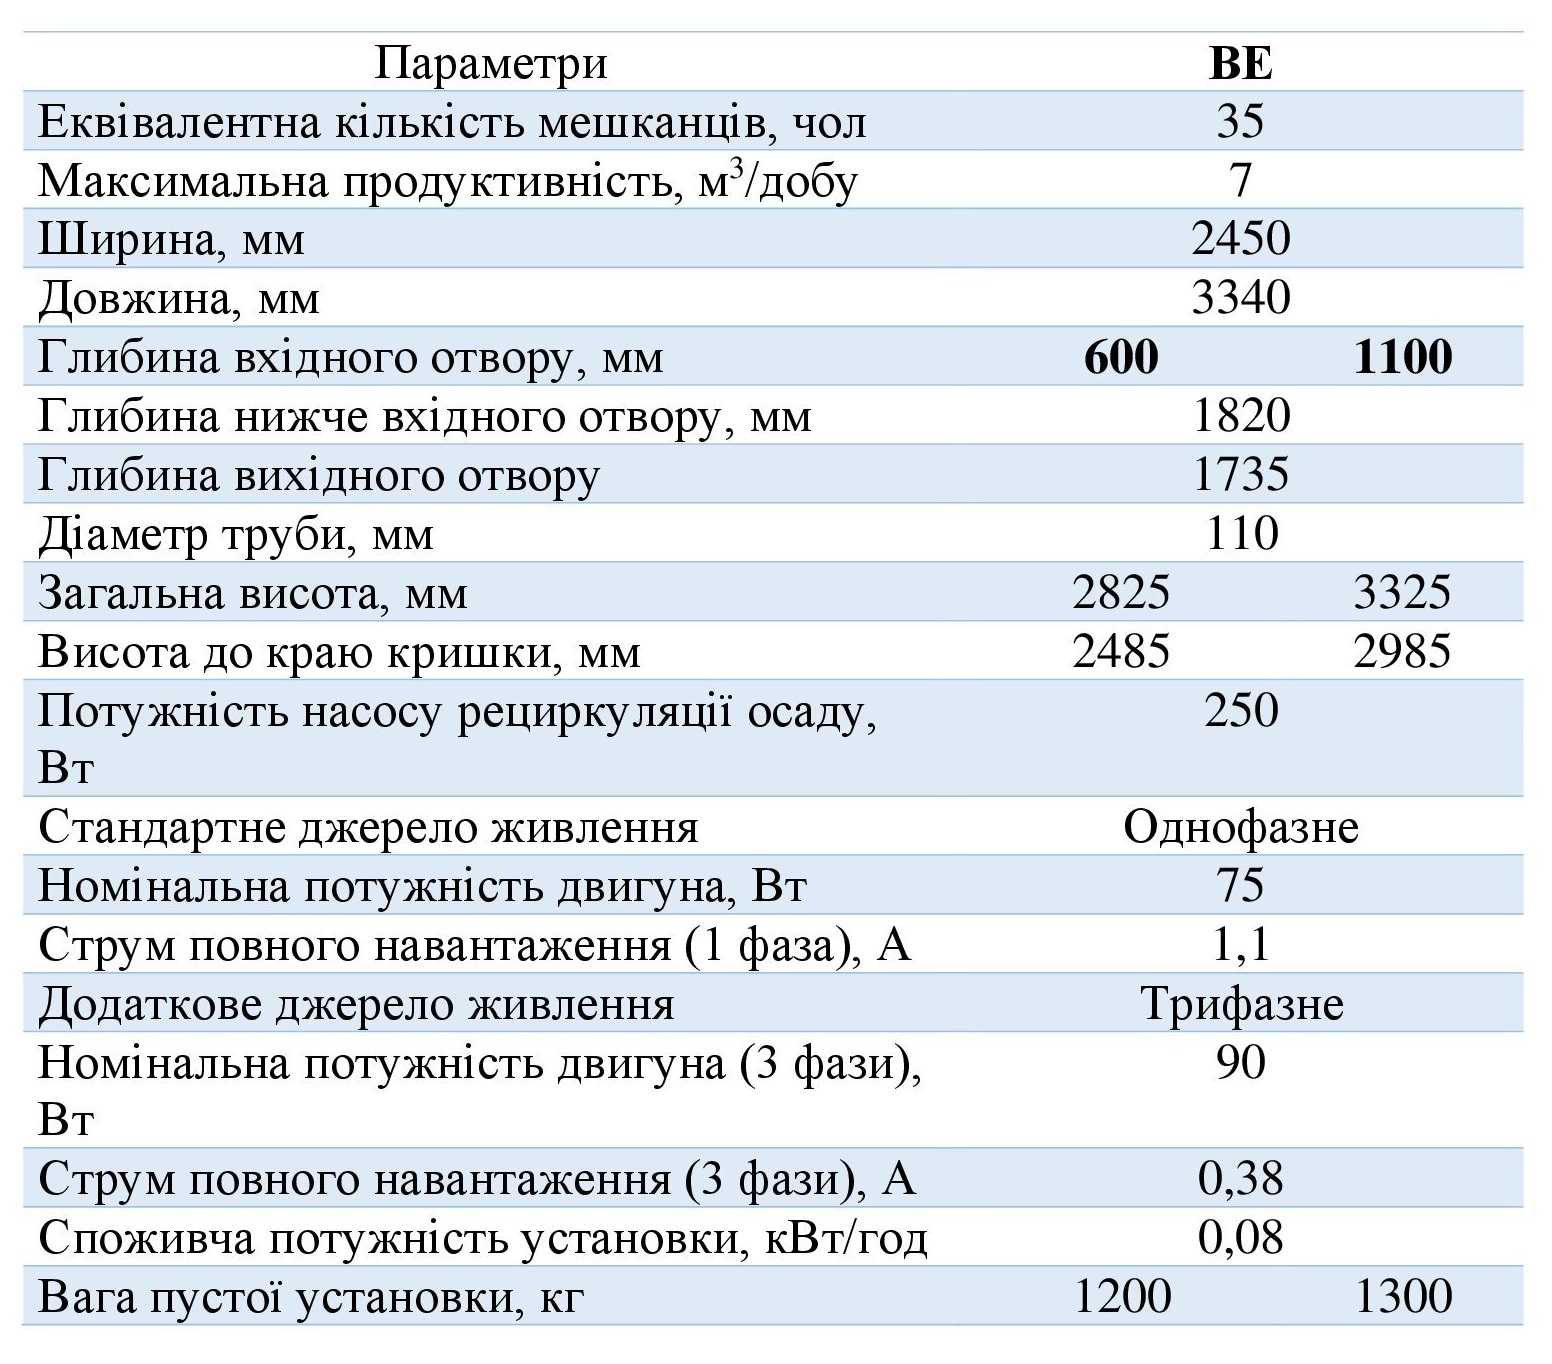 Параметри ВЕ
Еквівалентна кількість мешканців, чол 35
Максимальна продуктивність, м³/добу 7
Ширина, мм 2450
Довжина, мм 3340
Глибина вхідного отвору, мм 600 1100
Глибина нижче вхідного отвору, мм 1820
Глибина вихідного отвору 1735
Діаметр труби, мм 110
Загальна висота, мм 2825 3325
Висота до краю кришки, мм 2485 2985
Потужність насосу рециркуляції осаду, 250
Вт
Стандартне джерело живлення Однофазне
Номінальна потужність двигуна, Вт 75
Струм повного навантаження (1 фаза), А 1,1
Додаткове джерело живлення Трифазне
Номінальна потужність двигуна (3 фази), 90
Вт
Струм повного навантаження (3 фази), А 0,38
Споживча потужність установки, кВт/год 0,08
Вага пустої установки, кг 1200 1300